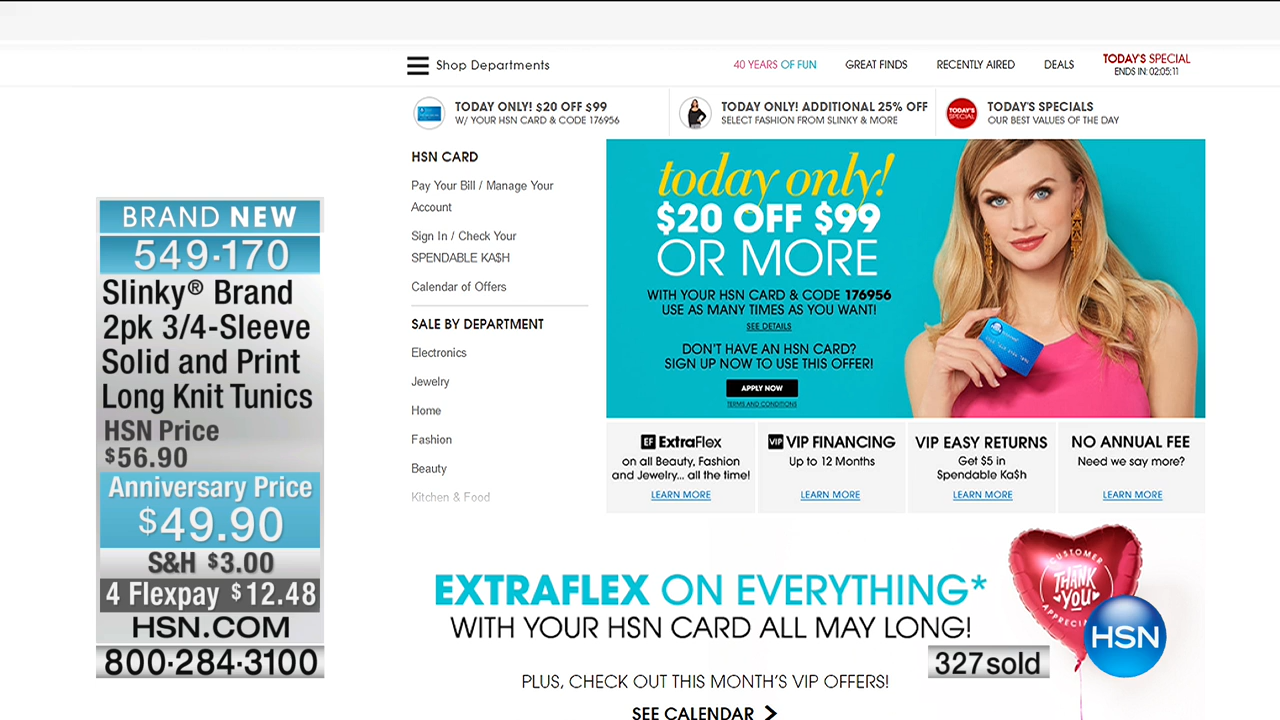 Shop Departments
40 YEARS OF FUN
GREAT FINDS
RECENTLY AIRED
DEALS
TODAY'S SPECIAL
ENDS IN: 02:05:11
TODAY ONLY! $20 OFF $99
W/ YOUR HSN CARD & CODE 176956
TODAY ONLY! ADDITIONAL 25% OFF
SELECT FASHION FROM SLINKY & MORE
TODAY'S
SPECIAL
TODAY'S SPECIALS
OUR BEST VALUES OF THE DAY
BRAND NEW
549·170
Slinky® Brand
2pk 3/4-Sleeve
Solid and Print
Long Knit Tunics
HSN Price
$56.90
Anniversary Price
$49.90
S&H $3.00
4 Flexpay $12.48
HSN.COM
800·284·3100
HSN CARD
Pay Your Bill / Manage Your
Account
Sign In / Check Your
SPENDABLE KA$H
Calendar of Offers
SALE BY DEPARTMENT
Electronics
Jewelry
Home
Fashion
Beauty
Kitchen & Food
today only!
$20 OFF $99
OR MORE
WITH YOUR HSN CARD & CODE 176956
USE AS MANY TIMES AS YOU WANT!
SEE DETAILS
DON'T HAVE AN HSN CARD?
SIGN UP NOW TO USE THIS OFFER!
APPLY NOW
TERMS AND CONDITIONS
EF ExtraFlex
on all Beauty, Fashion
and Jewelry... all the time!
LEARN MORE
VIP VIP FINANCING
Up to 12 Months
LEARN MORE
VIP EASY RETURNS
Get $5 in
Spendable Ka$h
LEARN MORE
NO ANNUAL FEE
Need we say more?
LEARN MORE
EXTRAFLEX ON EVERYTHING*
WITH YOUR HSN CARD ALL MAY LONG!
PLUS, CHECK OUT THIS MONTH'S VIP OFFERS!
SEE CALENDAR >
CUSTOMER
THANK
YOU
327 sold
HSN